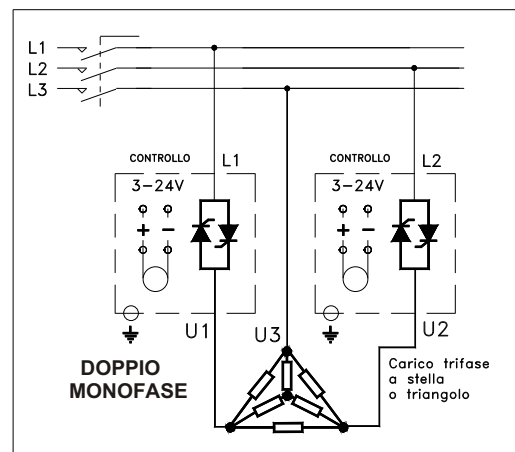 L1
L2
L3
CONTROLLO L1
3-24V
+ -
CONTROLLO L2
3-24V
+ -
U1 U3 U2
DOPPIO
MONOFASE
Carico trifase
a stella
o triangolo